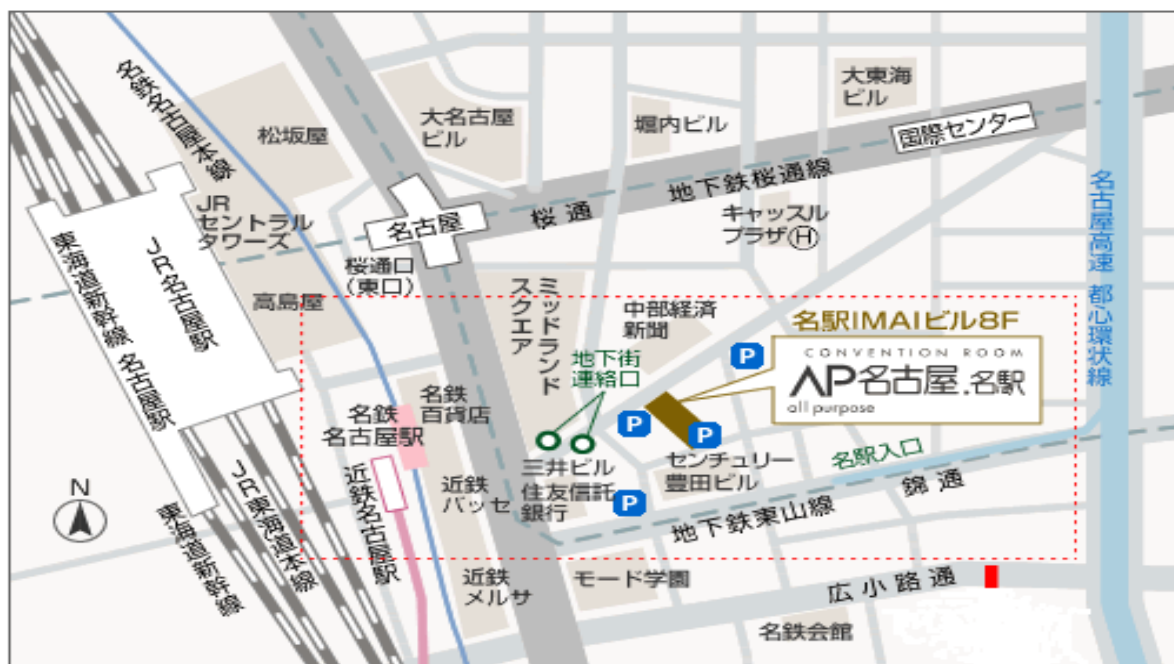 名鉄名古屋本線
松坂屋
大名古屋
ビル
堀内ビル
大東海
ビル
国際センター
地下鉄桜通線
桜通
名古屋
JR
セントラル
タワーズ
JR名古屋駅
東海道新幹線 名古屋駅
桜通口
(東口)
高島屋
キャッスル
プラザ
H
名古屋高速 都心環状線
ミッドランド
スクエア
中部経済
新聞
名駅IMAIビル8F
CONVENTION ROOM
AP名古屋.名駅
all purpose
P
地下街
連絡口
名鉄
百貨店
名鉄
名古屋駅
P
P
三井ビル
住友信託
銀行
P
センチュリー
豊田ビル
名駅入口
錦通
地下鉄東山線
近鉄
パッセ
近鉄名古屋駅
N
JR東海道本線
東海道新幹線
近鉄
メルサ
モード学園
広小路通
名鉄会館